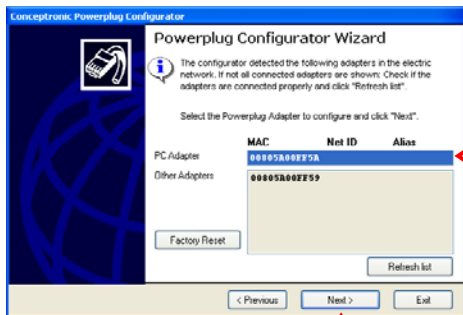 Conceptronic Powerplug Configurator
Powerplug Configurator Wizard
The configurator detected the following adapters in the electric
network. If not all connected adapters are shown: Check if the
adapters are connected properly and click "Refresh list".
Select the Powerplug Adapter to configure and click "Next".
MAC Net ID Alias
PC Adapter 00805A00FF5A
Other Adapters 00805A00FF59
Factory Reset
Refresh list
< Previous Next > Exit